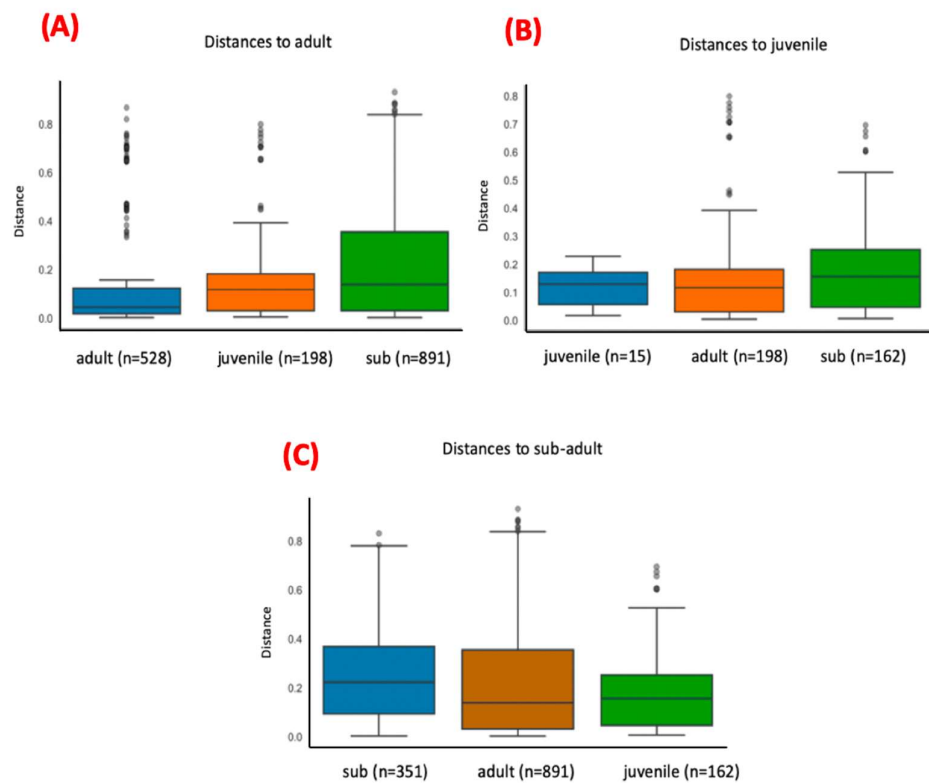 (A)
Distances to adult
Distance
0.8
0.6
0.4
0.2
0.0
adult (n=528) juvenile (n=198) sub (n=891)
(B)
Distances to juvenile
Distance
0.8
0.7
0.6
0.5
0.4
0.3
0.2
0.1
0.0
juvenile (n=15) adult (n=198) sub (n=162)
(C)
Distances to sub-adult
Distance
0.8
0.6
0.4
0.2
0.0
sub (n=351) adult (n=891) juvenile (n=162)